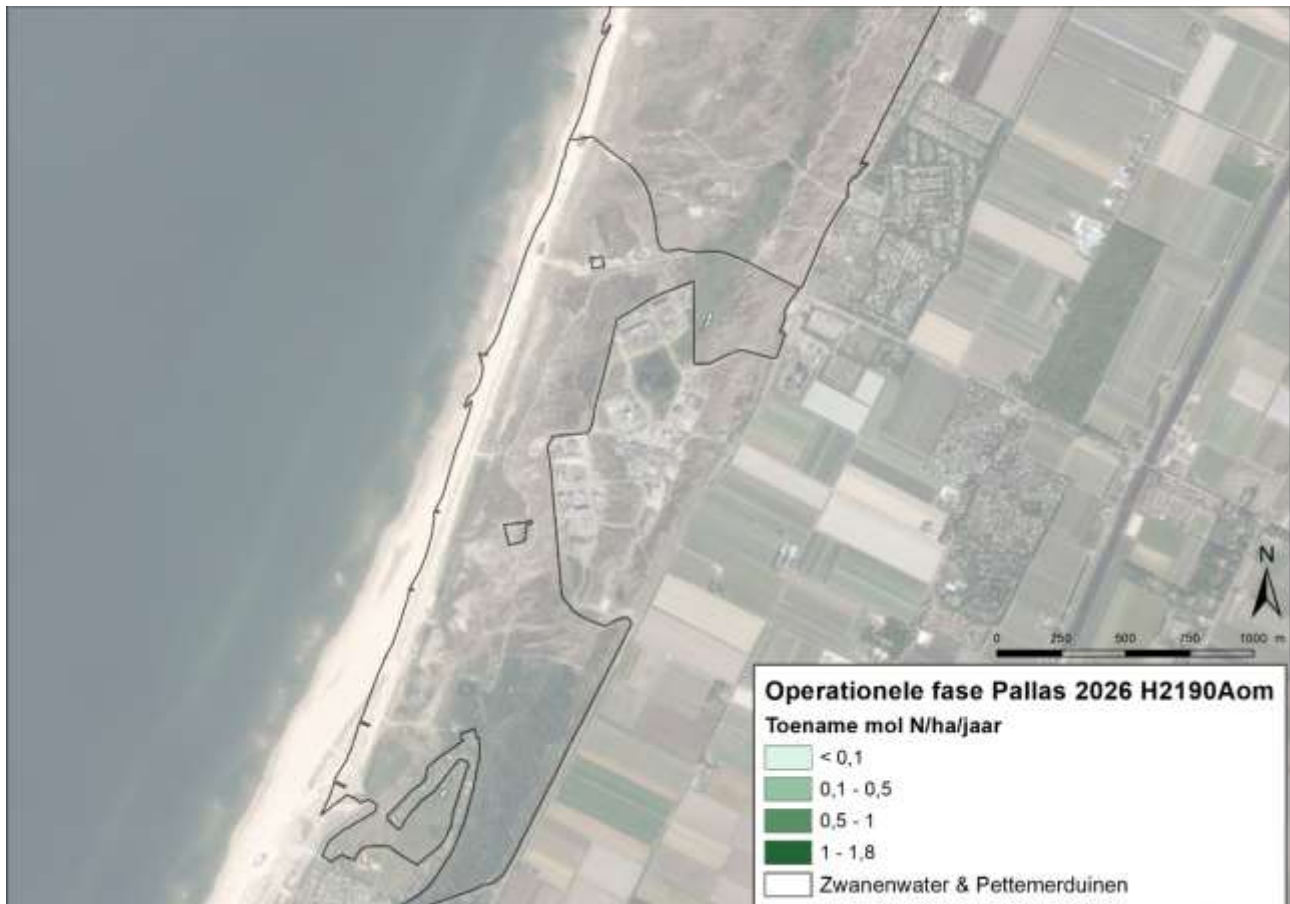 N
0 250 500 750 1000 m
Operationele fase Pallas 2026 H2190Aom
Toename mol N/ha/jaar
< 0,1
0,1 - 0,5
0,5 - 1
1 - 1,8
Zwanenwater & Pettemerduinen